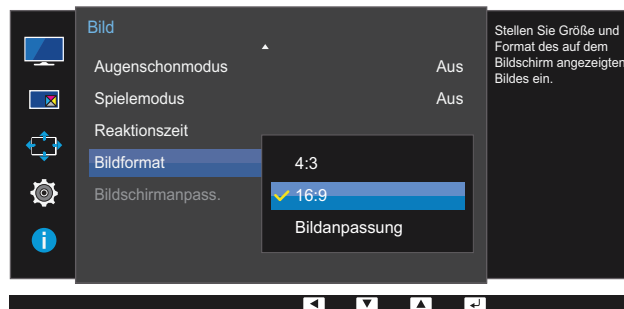 Bild
Augenschonmodus Aus
Spielemodus Aus
Reaktionszeit
Bildformat
Bildschirmanpass.
4:3
16:9
Bildanpassung
Stellen Sie Größe und
Format des auf dem
Bildschirm angezeigten
Bildes ein.